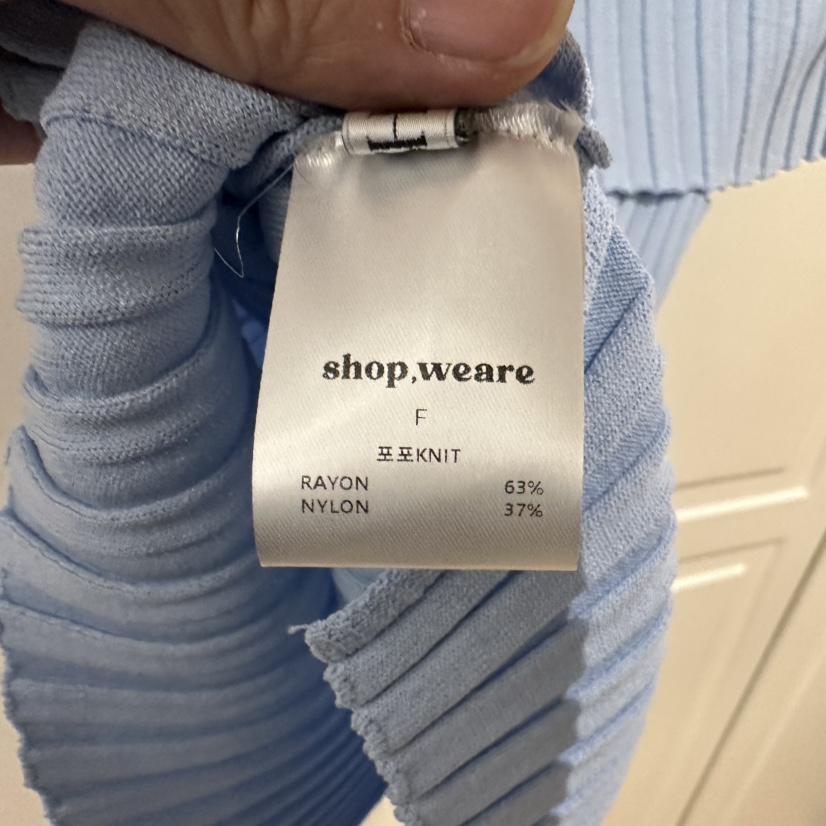 shop,weare
F
포포KNIT
RAYON 63%
NYLON 37%